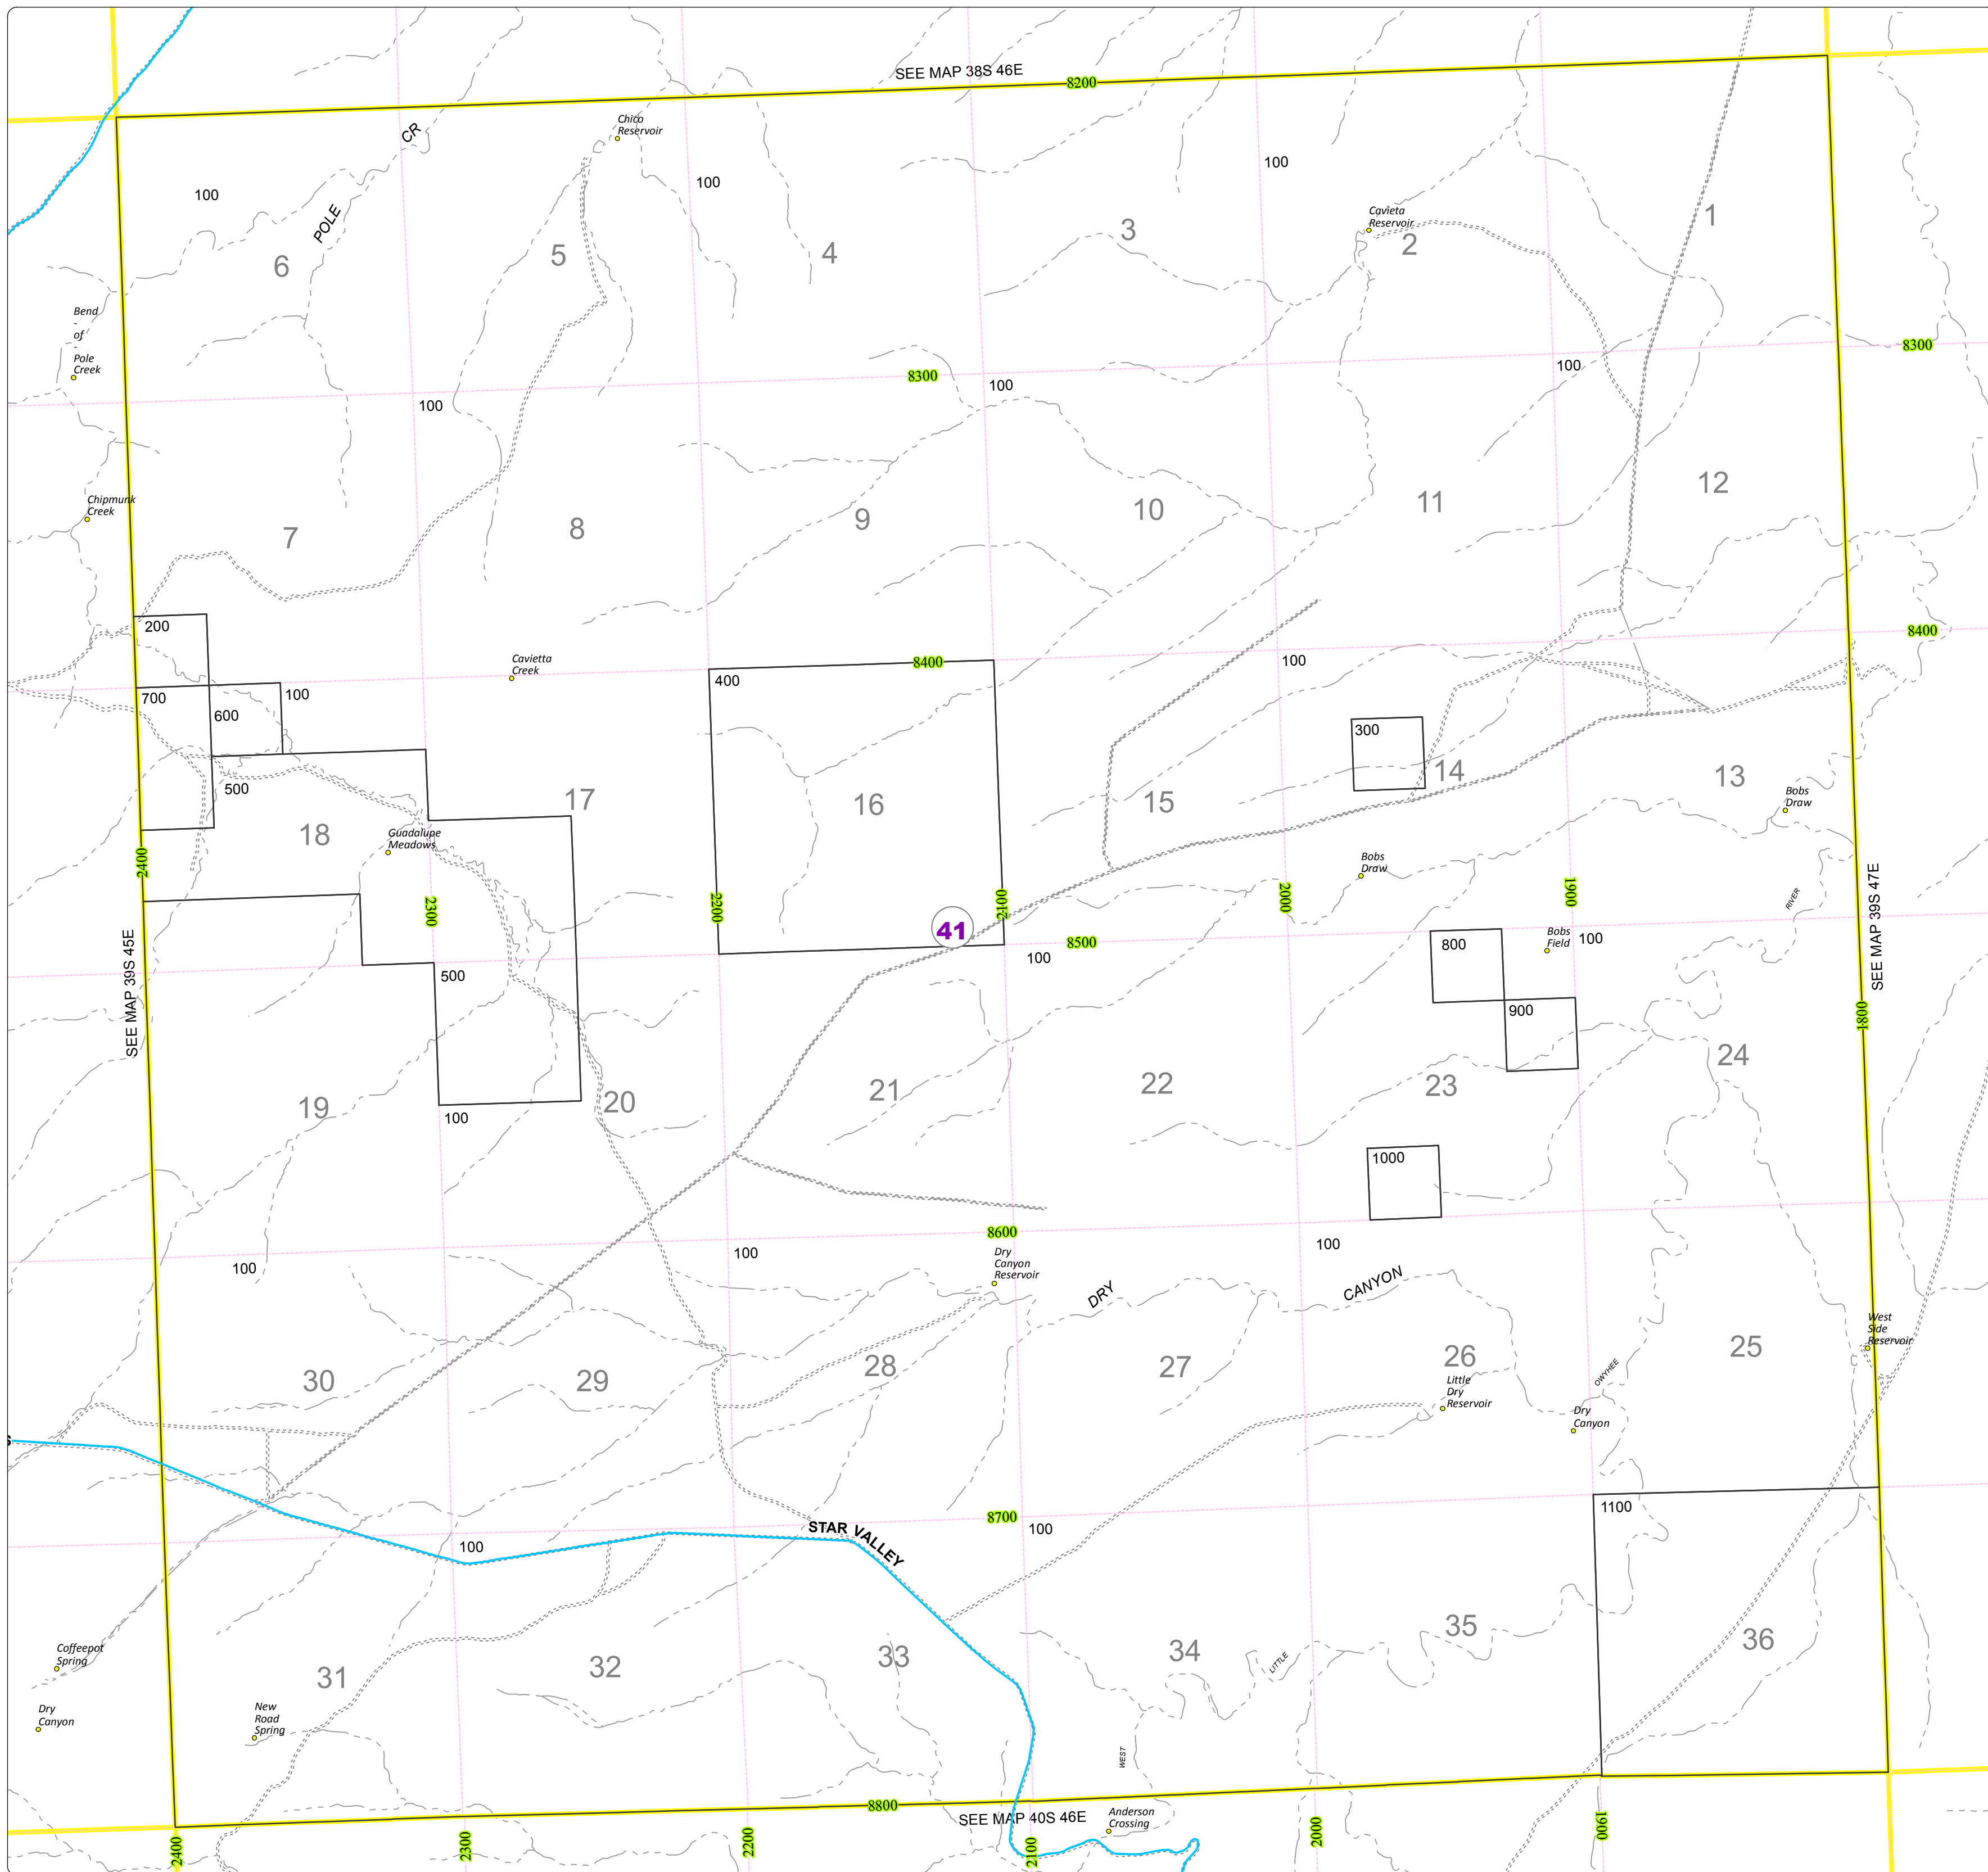 SEE MAP 38S 46E
8200
CR
Chico
Reservoir
100
100
100
POLE
1
2
3
4
5
6
Cavieta
Reservoir
Bend
-
of
-
Pole
Creek
8300
8300
100
100
100
Chipmunk
Creek
7
8
9
10
11
12
200
8400
Cavietta
Creek
8400
100
700
100
400
600
300
500
18
17
16
15
14
13
Guadalupe
Meadows
Bobs
Draw
Bobs
Draw
2400
2300
2200
2100
2000
1900
RIVER
SEE MAP 39S 47E
41
8500
800
Bobs
Field
100
SEE MAP 39S 45E
500
100
900
1800
19
20
21
22
23
24
100
1000
8600
100
100
100
Dry
Canyon
Reservoir
DRY
CANYON
West
Side
Reservoir
30
29
28
27
26
25
Little
Dry
Reservoir
OWYHEE
Dry
Canyon
S
8700
1100
STAR VALLEY
100
100
Coffeepot
Spring
31
32
33
34
35
36
LITTLE
Dry
Canyon
New
Road
Spring
WEST
8800
SEE MAP 40S 46E
Anderson
Crossing
2400
2300
2200
2100
2000
1900